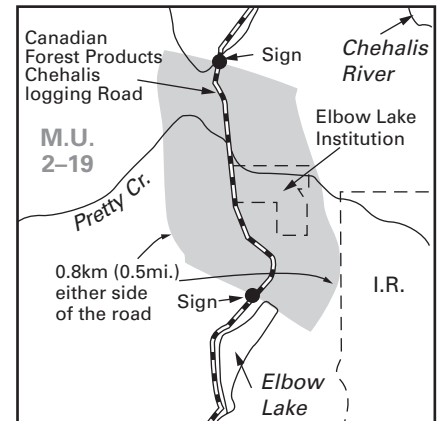 Canadian
Forest Products
Chehalis
logging Road
Sign
Chehalis
River
Elbow Lake
Institution
M.U.
2–19
Pretty Cr.
0.8km (0.5mi.)
either side
of the road
Sign
I.R.
Elbow
Lake